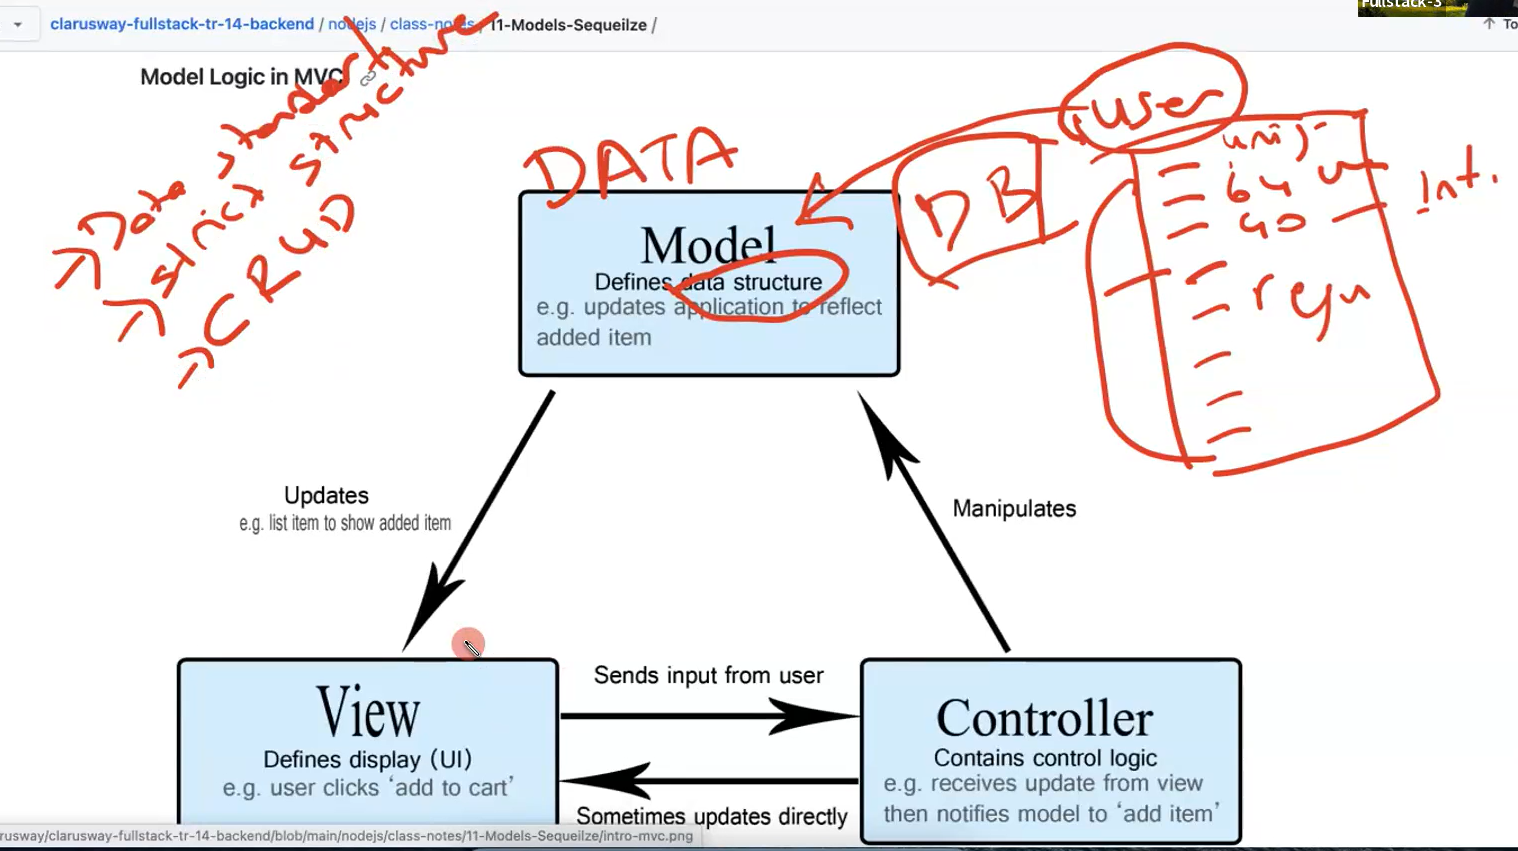 Fullstack-3
clarusway-fullstack-tr-14-backend / nodejs / class-notes / 11-Models-Sequeilze /
To
Model Logic in MVC
Data standartı
strict structure
CRUD
DATA
DB
user
uniq
64
40
int.
Model
Defines data structure
e.g. updates application to reflect
added item
Updates
e.g. list item to show added item
Manipulates
View
Defines display (UI)
e.g. user clicks 'add to cart'
Sends input from user
Sometimes updates directly
Controller
Contains control logic
e.g. receives update from view
then notifies model to 'add item'
rusway/clarusway-fullstack-tr-14-backend/blob/main/nodejs/class-notes/11-Models-Sequeilze/intro-mvc.png